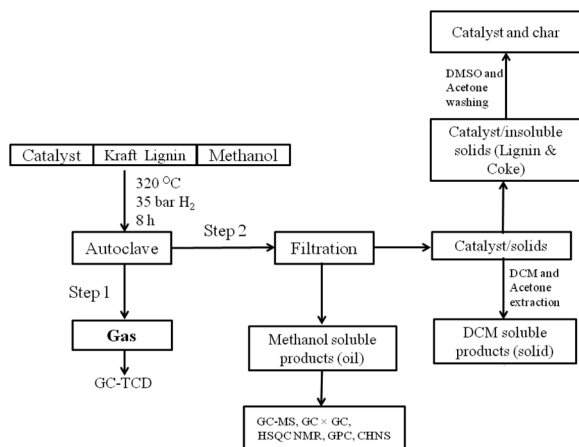 Catalyst and char
DMSO and
Acetone
washing
Catalyst/insoluble
solids (Lignin &
Coke)
Catalyst Kraft Lignin Methanol
320 °C
35 bar H₂
8 h
Autoclave
Step 2
Filtration
Catalyst/solids
Step 1
DCM and
Acetone
extraction
Gas
Methanol soluble
products (oil)
DCM soluble
products (solid)
GC-TCD
GC-MS, GC × GC,
HSQC NMR, GPC, CHNS